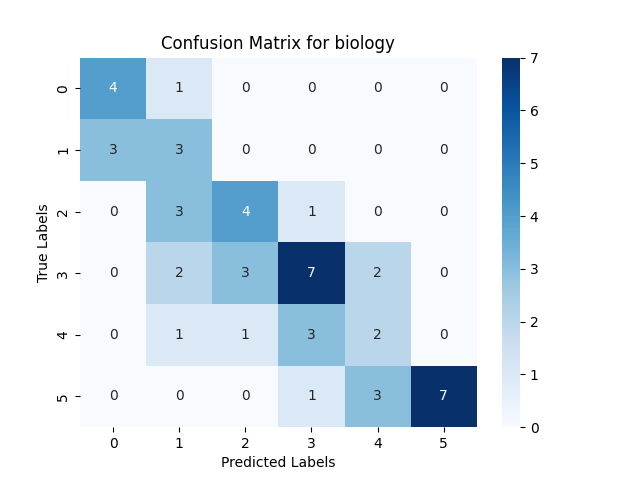 Confusion Matrix for biology
0 4 1 0 0 0 0
1 3 3 0 0 0 0
2 0 3 4 1 0 0
3 0 2 3 7 2 0
4 0 1 1 3 2 0
5 0 0 0 1 3 7
0 1 2 3 4 5
True Labels
Predicted Labels
7
6
5
4
3
2
1
0